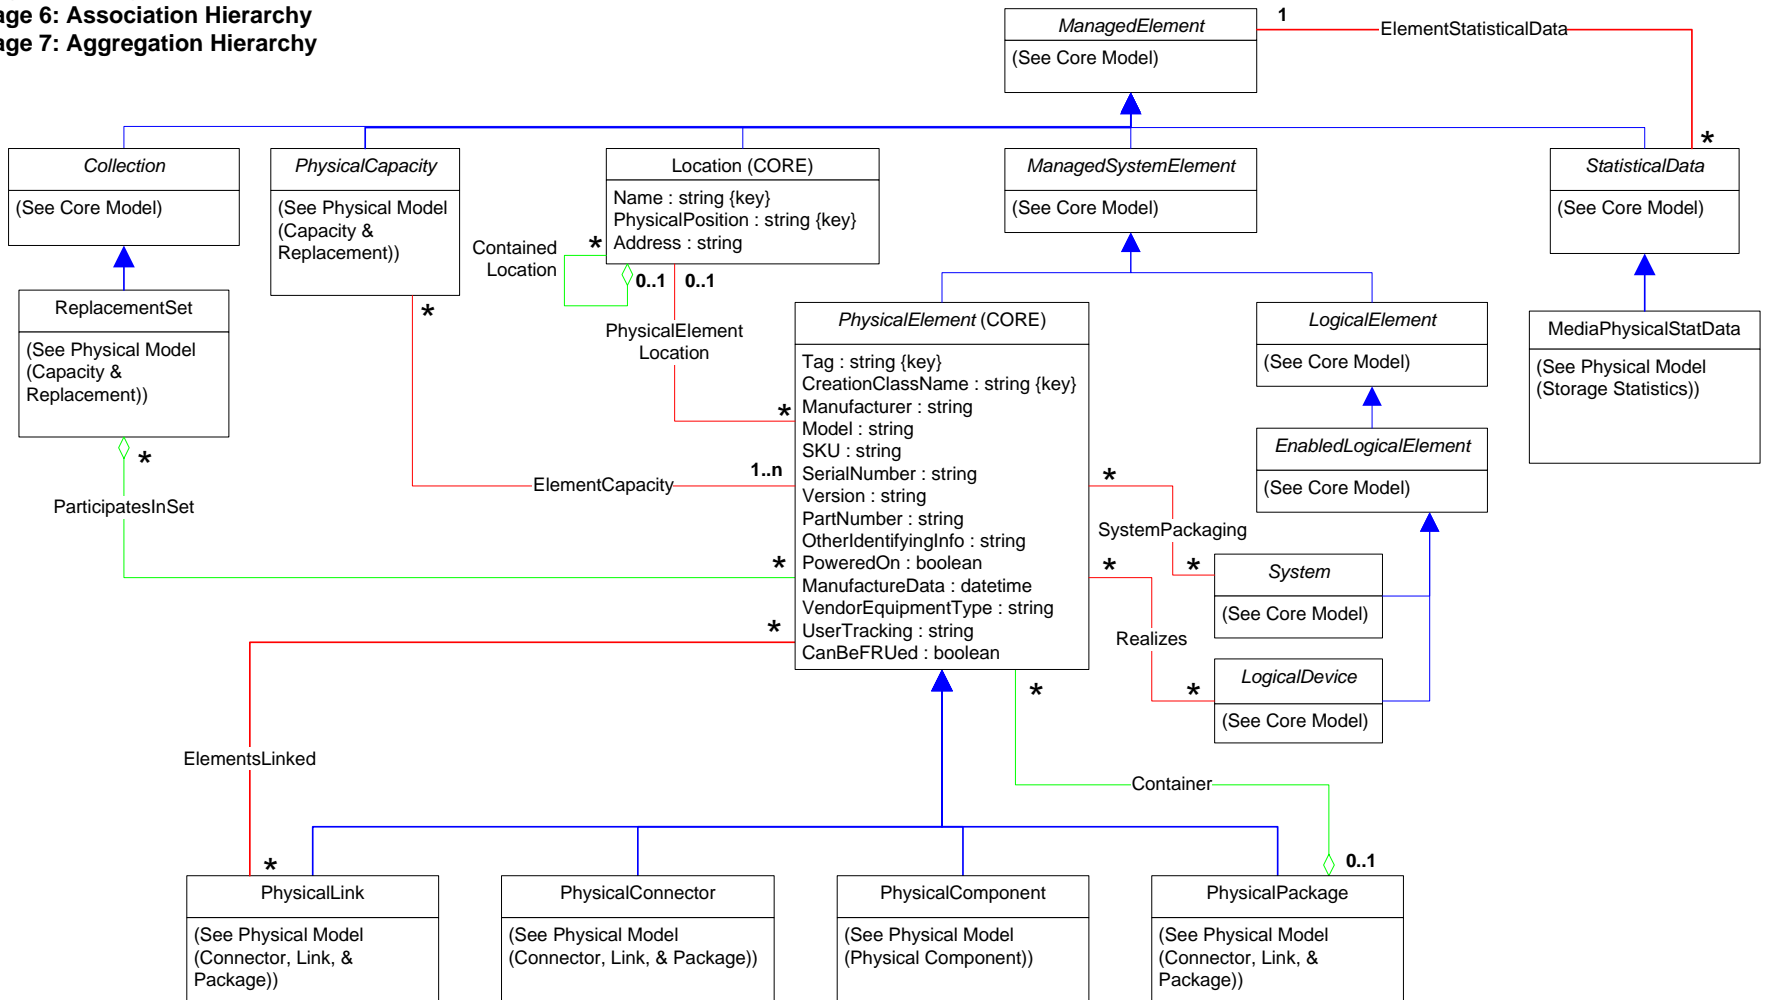 age 6: Association Hierarchy
age 7: Aggregation Hierarchy
ManagedElement
(See Core Model)
1
ElementStatisticalData
*
Collection
(See Core Model)
PhysicalCapacity
(See Physical Model
(Capacity &
Replacement))
*
Location (CORE)
Name : string {key}
PhysicalPosition : string {key}
Address : string
Contained
Location
*
0..1
0..1
PhysicalElement
Location
*
ManagedSystemElement
(See Core Model)
StatisticalData
(See Core Model)
ReplacementSet
(See Physical Model
(Capacity &
Replacement))
*
ParticipatesInSet
*
ElementCapacity
1..n
PhysicalElement (CORE)
Tag : string {key}
CreationClassName : string {key}
Manufacturer : string
Model : string
SKU : string
SerialNumber : string
Version : string
PartNumber : string
OtherIdentifyingInfo : string
PoweredOn : boolean
ManufactureData : datetime
VendorEquipmentType : string
UserTracking : string
CanBeFRUed : boolean
LogicalElement
(See Core Model)
MediaPhysicalStatData
(See Physical Model
(Storage Statistics))
EnabledLogicalElement
(See Core Model)
*
SystemPackaging
*
System
(See Core Model)
*
Realizes
*
LogicalDevice
(See Core Model)
*
ElementsLinked
*
*
Container
0..1
PhysicalLink
(See Physical Model
(Connector, Link, &
Package))
PhysicalConnector
(See Physical Model
(Connector, Link, & Package))
PhysicalComponent
(See Physical Model
(Physical Component))
PhysicalPackage
(See Physical Model
(Connector, Link, &
Package))